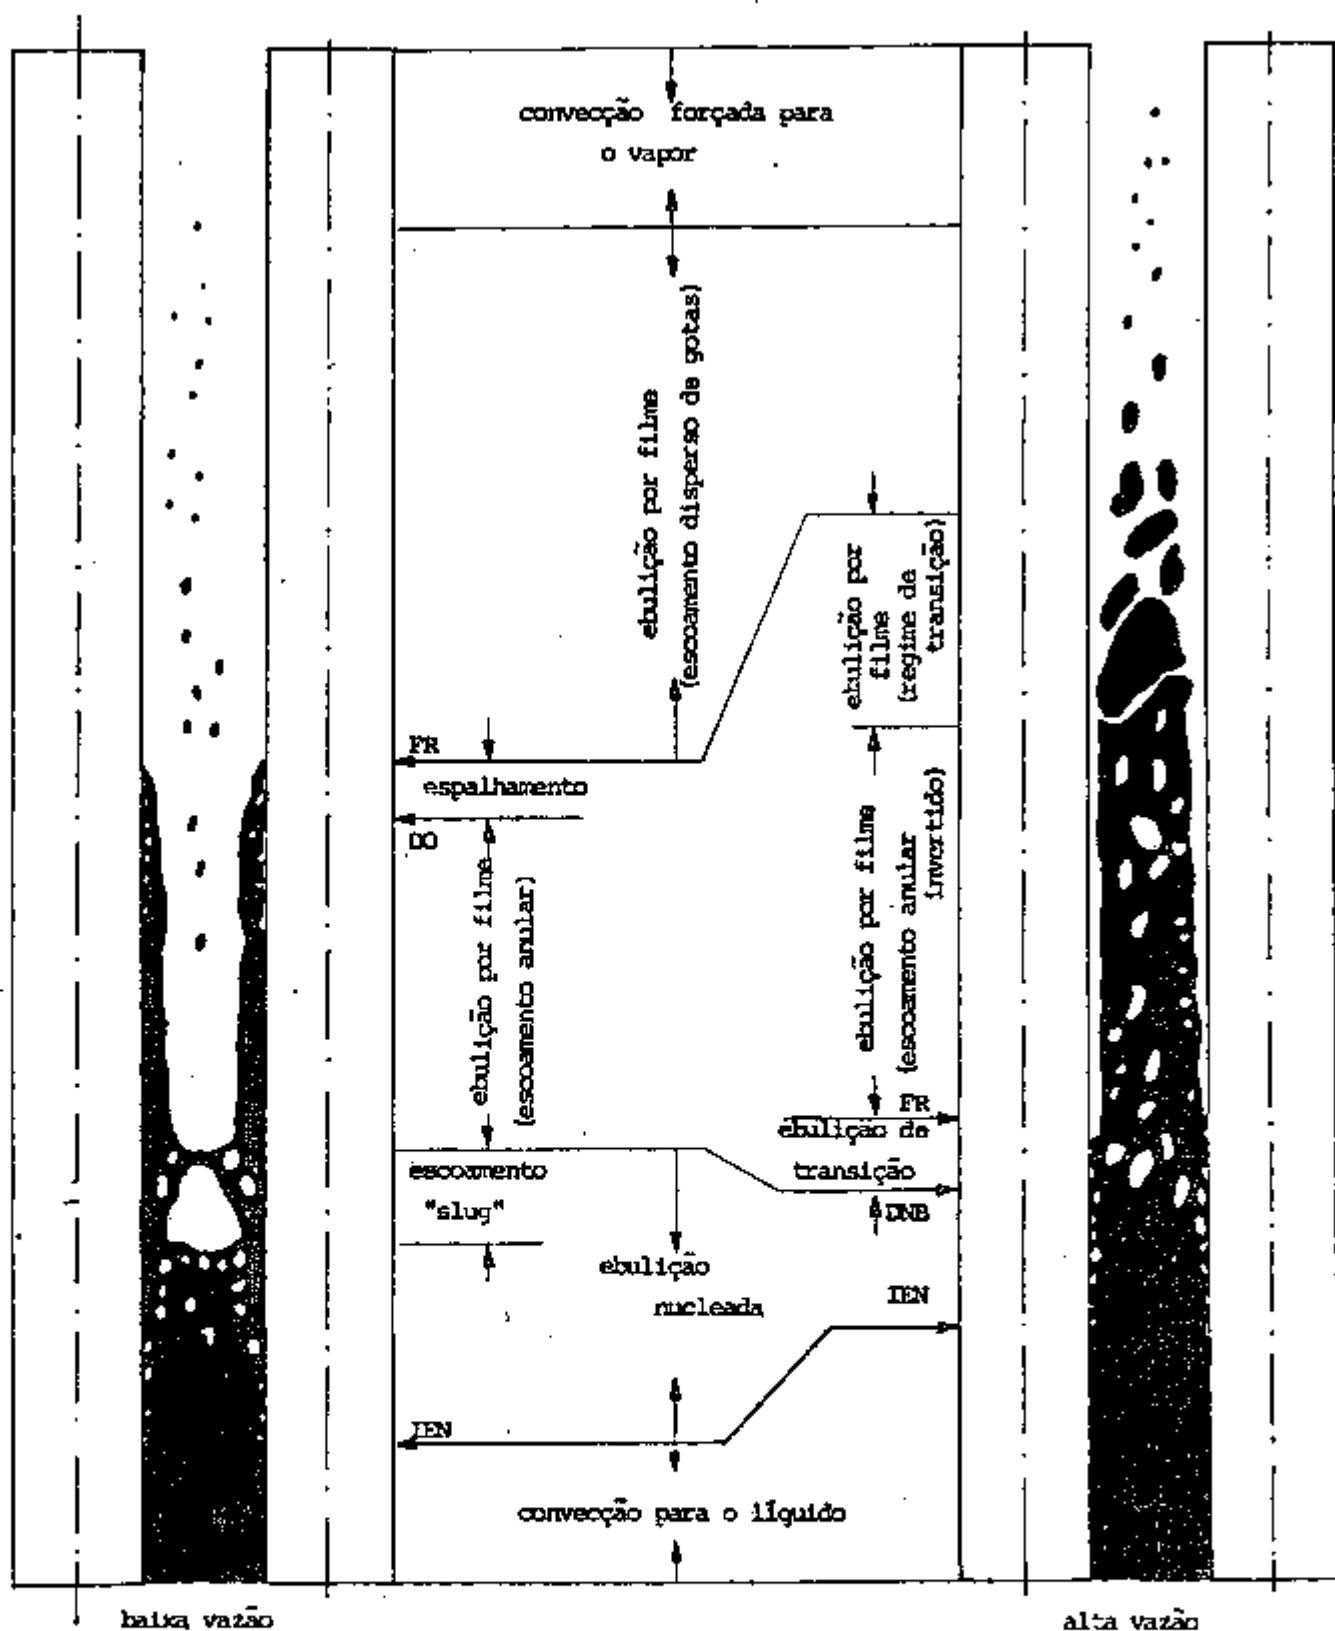 convecção forçada para
o vapor
ebulição por filme
(escoamento disperso de gotas)
ebulição por
filme
(regime de
transição)
FR
espalhamento
DO
ebulição por filme
(escoamento anular)
ebulição por filme
(escoamento anular
invertido)
FR
ebulição de
transição
DNB
escoamento
"slug"
ebulição
nucleada
IEN
IEN
convecção para o líquido
baixa vazão
alta vazão